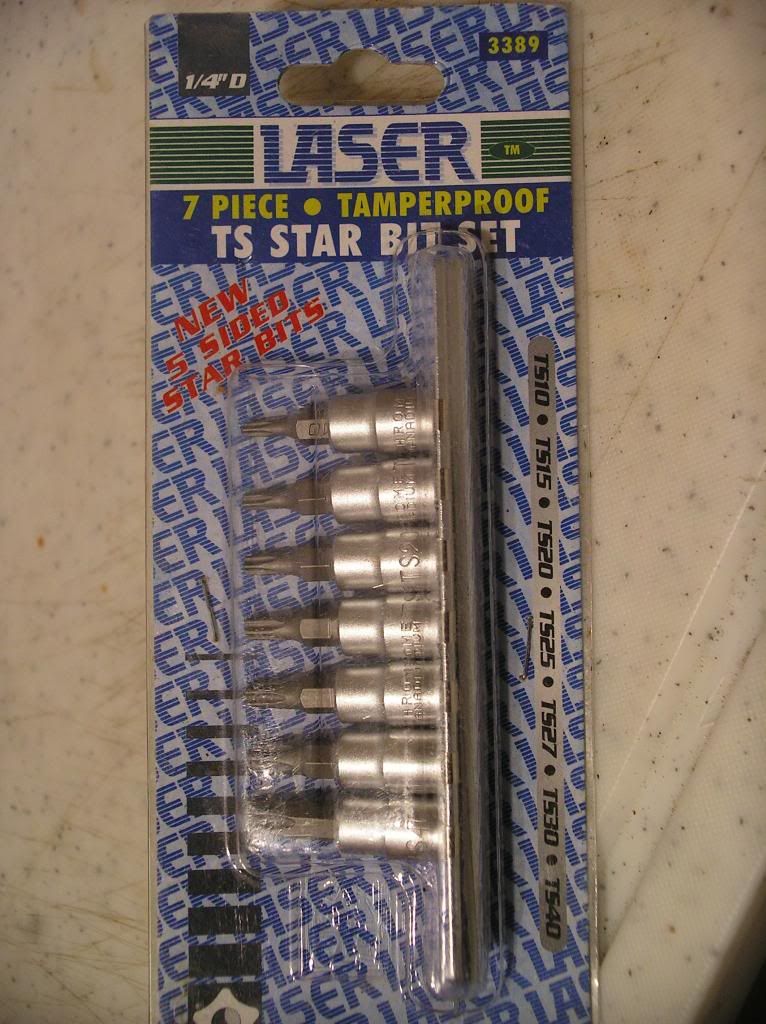 1/4" D
3389
LASER
TM
7 PIECE • TAMPERPROOF
TS STAR BIT SET
NEW
5 SIDED
STAR BITS
TS10 • TS15 • TS20 • TS25 • TS27 • TS30 • TS40